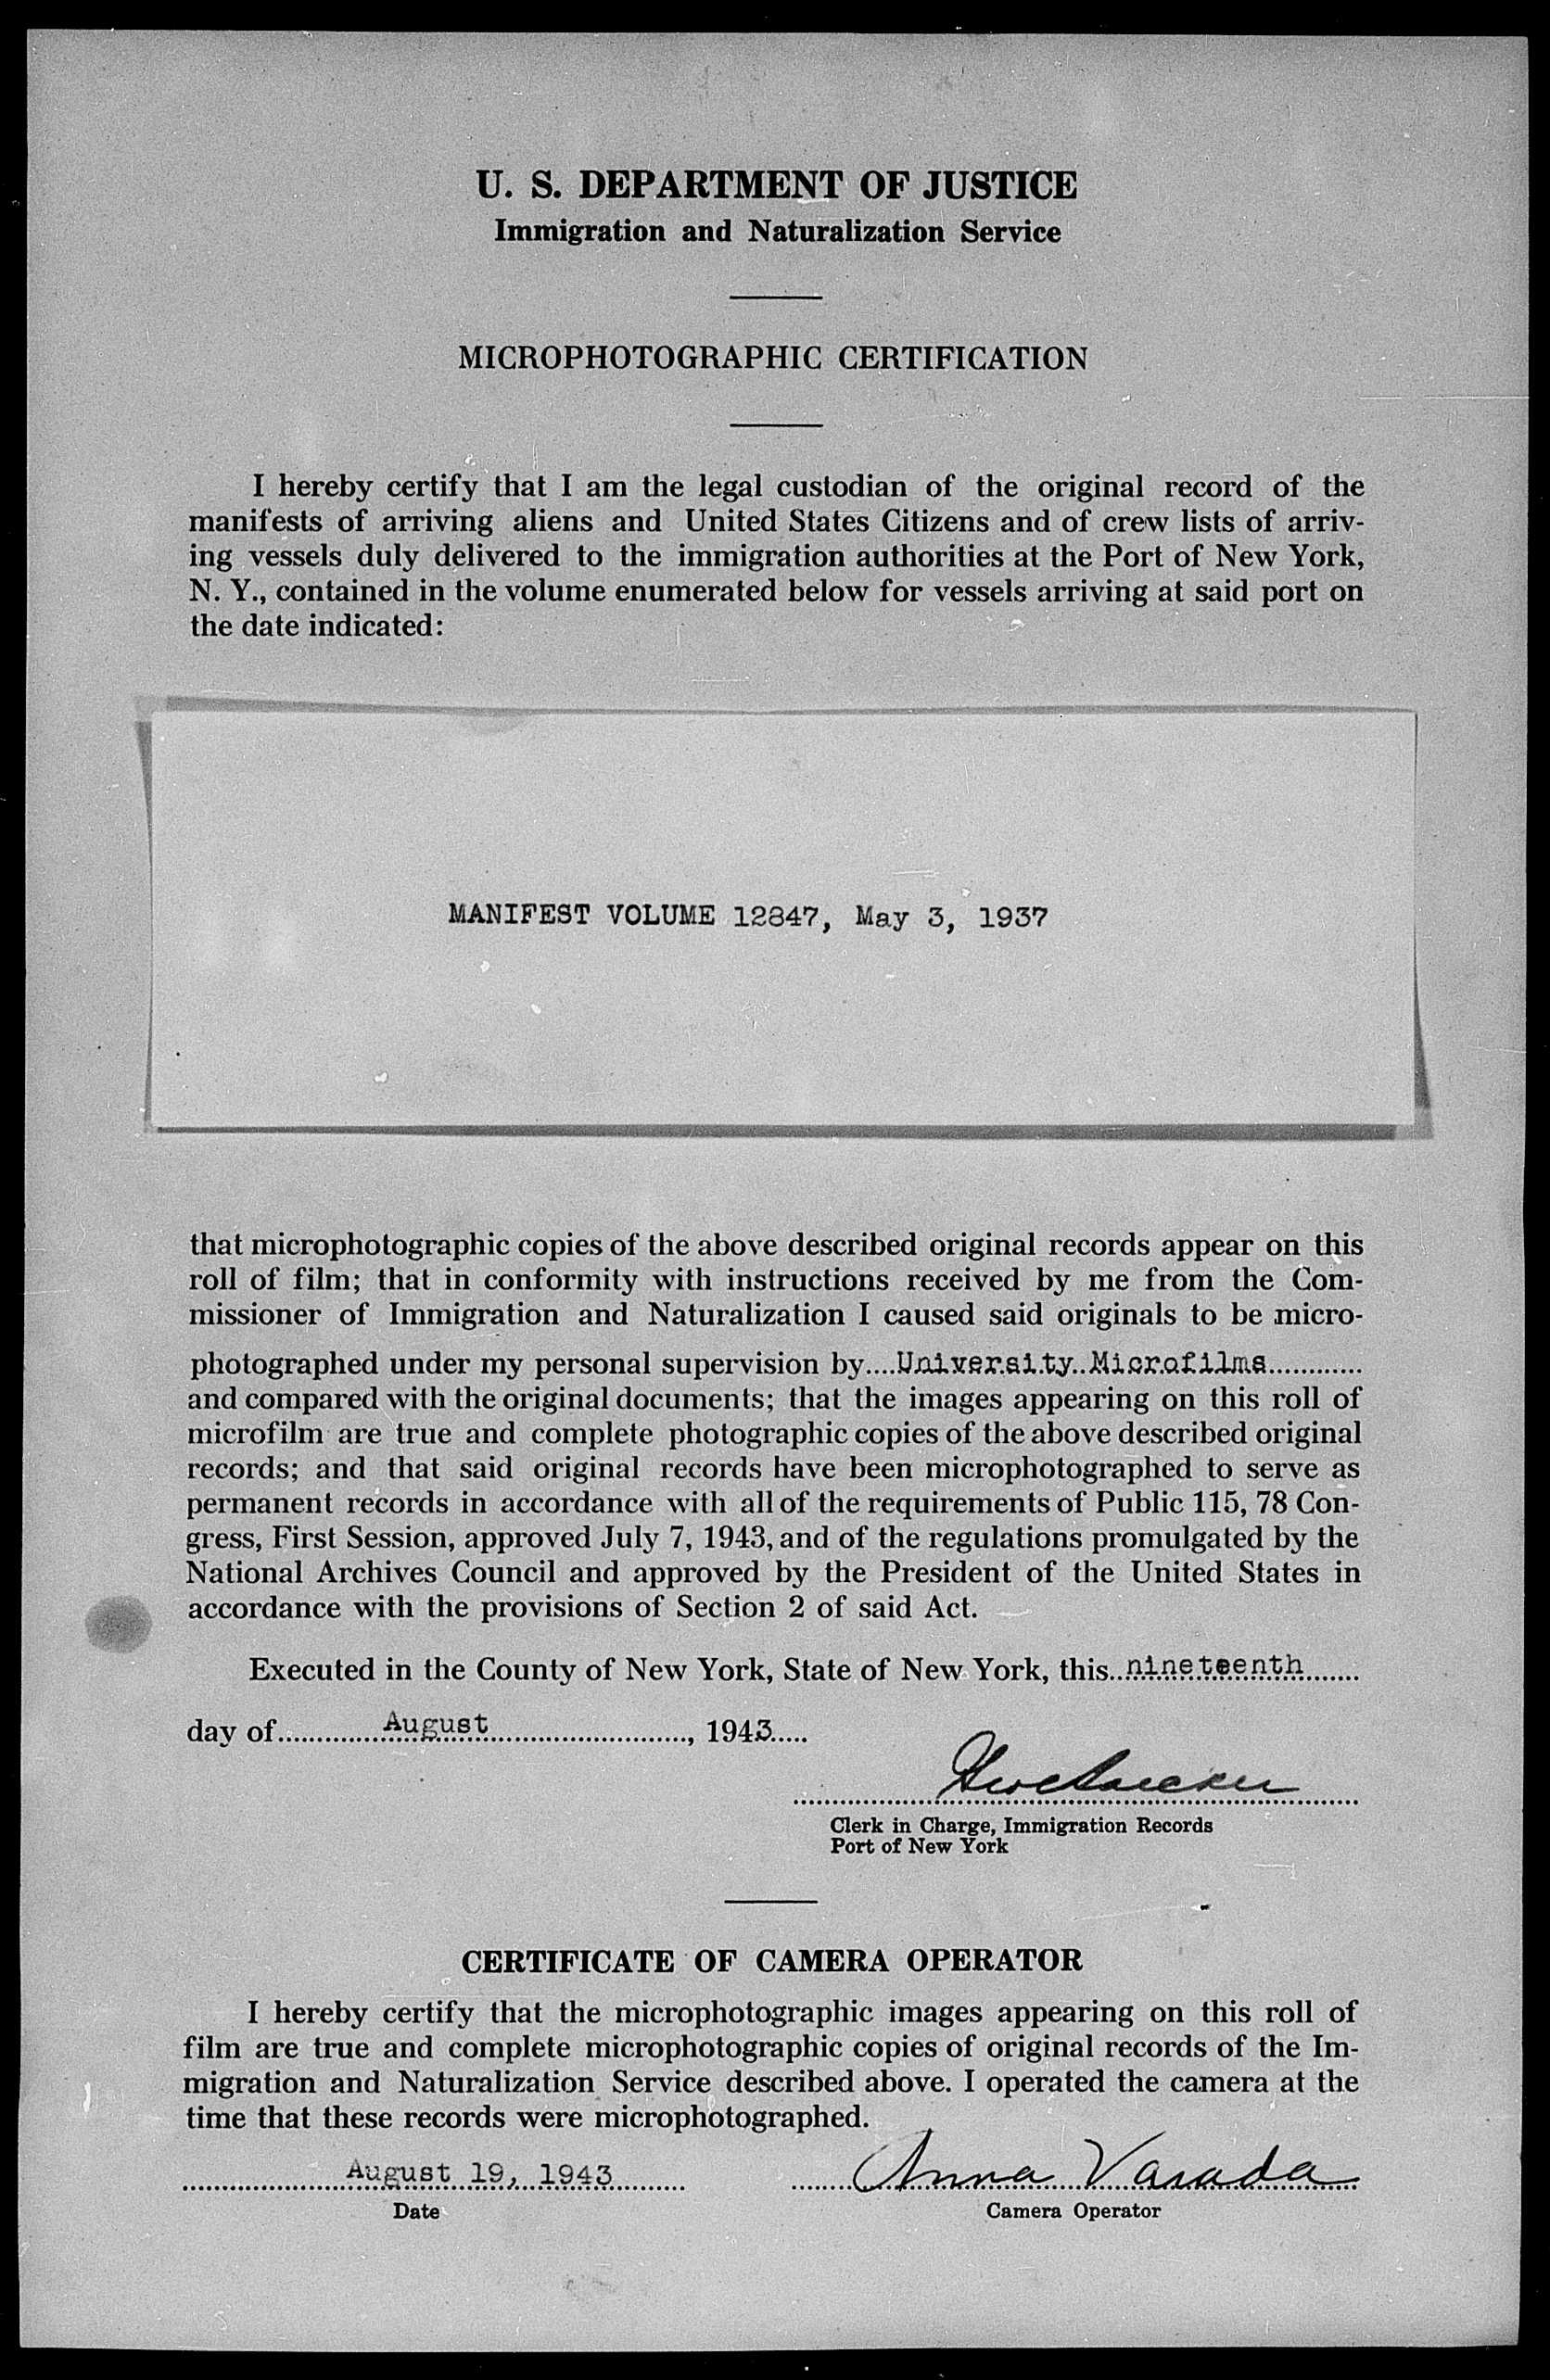 U. S. DEPARTMENT OF JUSTICE
Immigration and Naturalization Service
MICROPHOTOGRAPHIC CERTIFICATION
I hereby certify that I am the legal custodian of the original record of the
manifests of arriving aliens and United States Citizens and of crew lists of arriv-
ing vessels duly delivered to the immigration authorities at the Port of New York,
N. Y., contained in the volume enumerated below for vessels arriving at said port on
the date indicated:
MANIFEST VOLUME 12847, May 3, 1937
that microphotographic copies of the above described original records appear on this
roll of film; that in conformity with instructions received by me from the Com-
missioner of Immigration and Naturalization I caused said originals to be micro-
photographed under my personal supervision by....University Microfilms............
and compared with the original documents; that the images appearing on this roll of
microfilm are true and complete photographic copies of the above described original
records; and that said original records have been microphotographed to serve as
permanent records in accordance with all of the requirements of Public 115, 78 Con-
gress, First Session, approved July 7, 1943, and of the regulations promulgated by the
National Archives Council and approved by the President of the United States in
accordance with the provisions of Section 2 of said Act.
Executed in the County of New York, State of New York, this..nineteenth.......
day of..............August.........................., 1943.....
Clerk in Charge, Immigration Records
Port of New York
CERTIFICATE OF CAMERA OPERATOR
I hereby certify that the microphotographic images appearing on this roll of
film are true and complete microphotographic copies of original records of the Im-
migration and Naturalization Service described above. I operated the camera at the
time that these records were microphotographed.
August 19, 1943 Anna Varada
Date Camera Operator